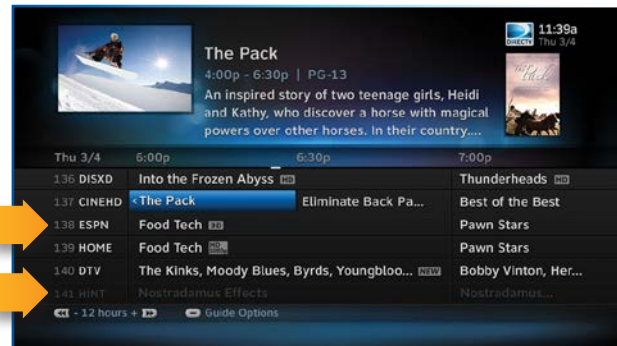 11:39a
DIRECTV Thu 3/4
The Pack
4:00p - 6:30p | PG-13
An inspired story of two teenage girls, Heidi
and Kathy, who discover a horse with magical
powers over other horses. In their country....
Thu 3/4 6:00p 6:30p 7:00p
136 DISXD Into the Frozen Abyss HD Thunderheads HD
137 CINEHD <The Pack Eliminate Back Pa... Best of the Best
138 ESPN Food Tech 3D Pawn Stars
139 HOME Food Tech HD Pawn Stars
140 DTV The Kinks, Moody Blues, Byrds, Youngbloo... NEW Bobby Vinton, Her...
141 HINT Nostradamus Effects Nostradamus...
- 12 hours + Guide Options